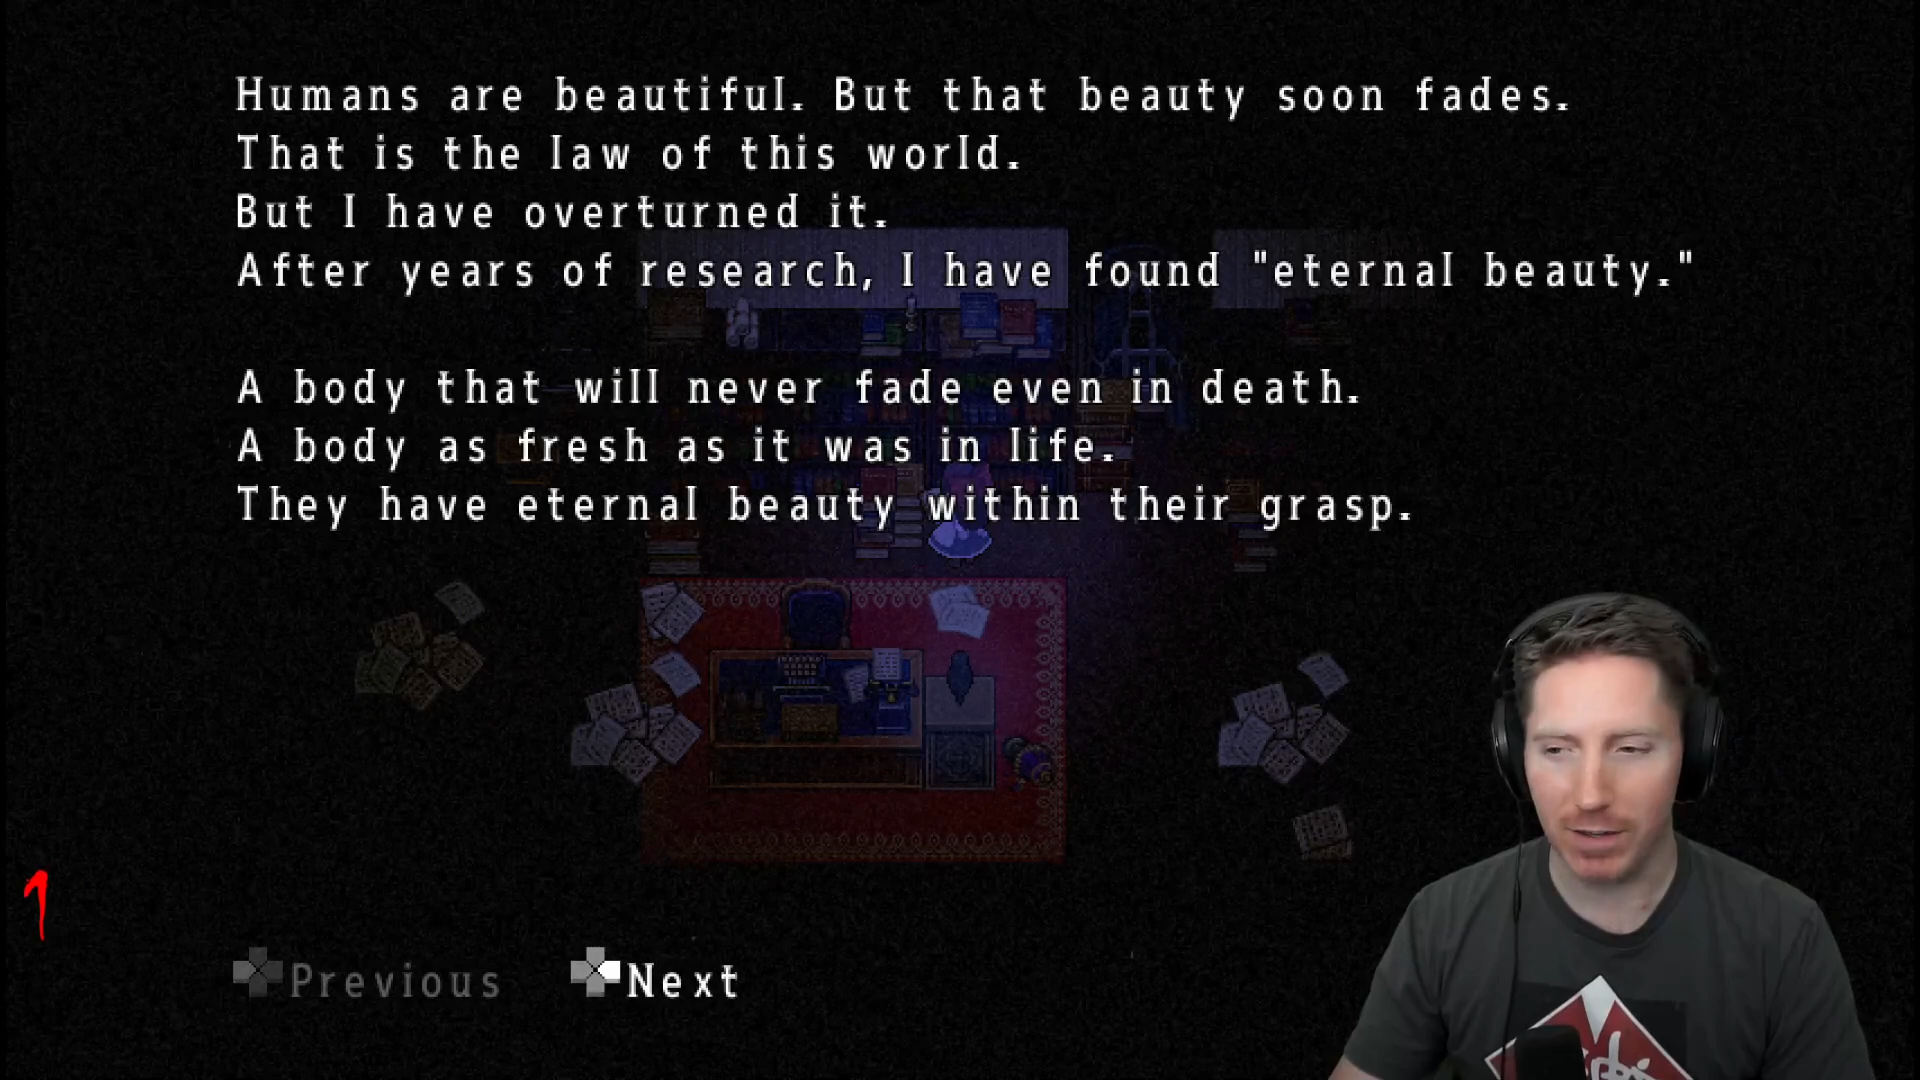 Humans are beautiful. But that beauty soon fades.
That is the law of this world.
But I have overturned it.
After years of research, I have found "eternal beauty."
A body that will never fade even in death.
A body as fresh as it was in life.
They have eternal beauty within their grasp.
1
Previous
Next